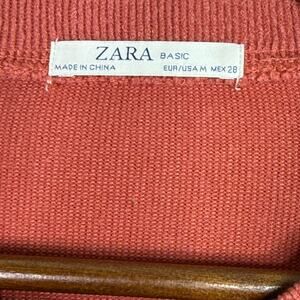 ZARA BASIC
MADE IN CHINA EUR/USA M MEX 28